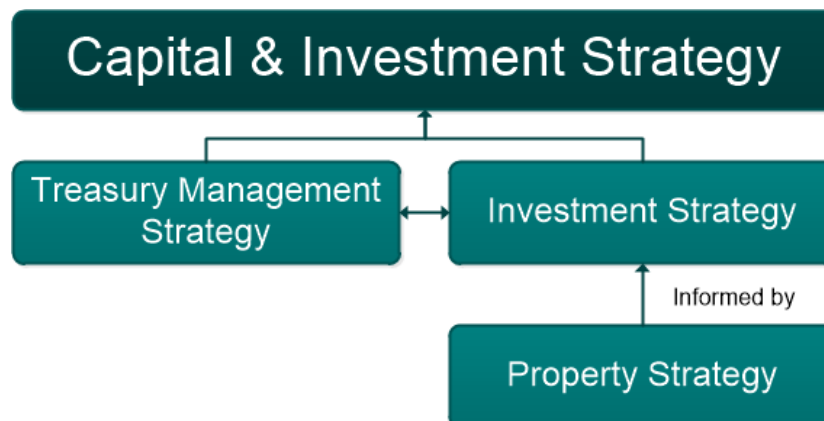 Capital & Investment Strategy
Treasury Management
Strategy
Investment Strategy
Informed by
Property Strategy